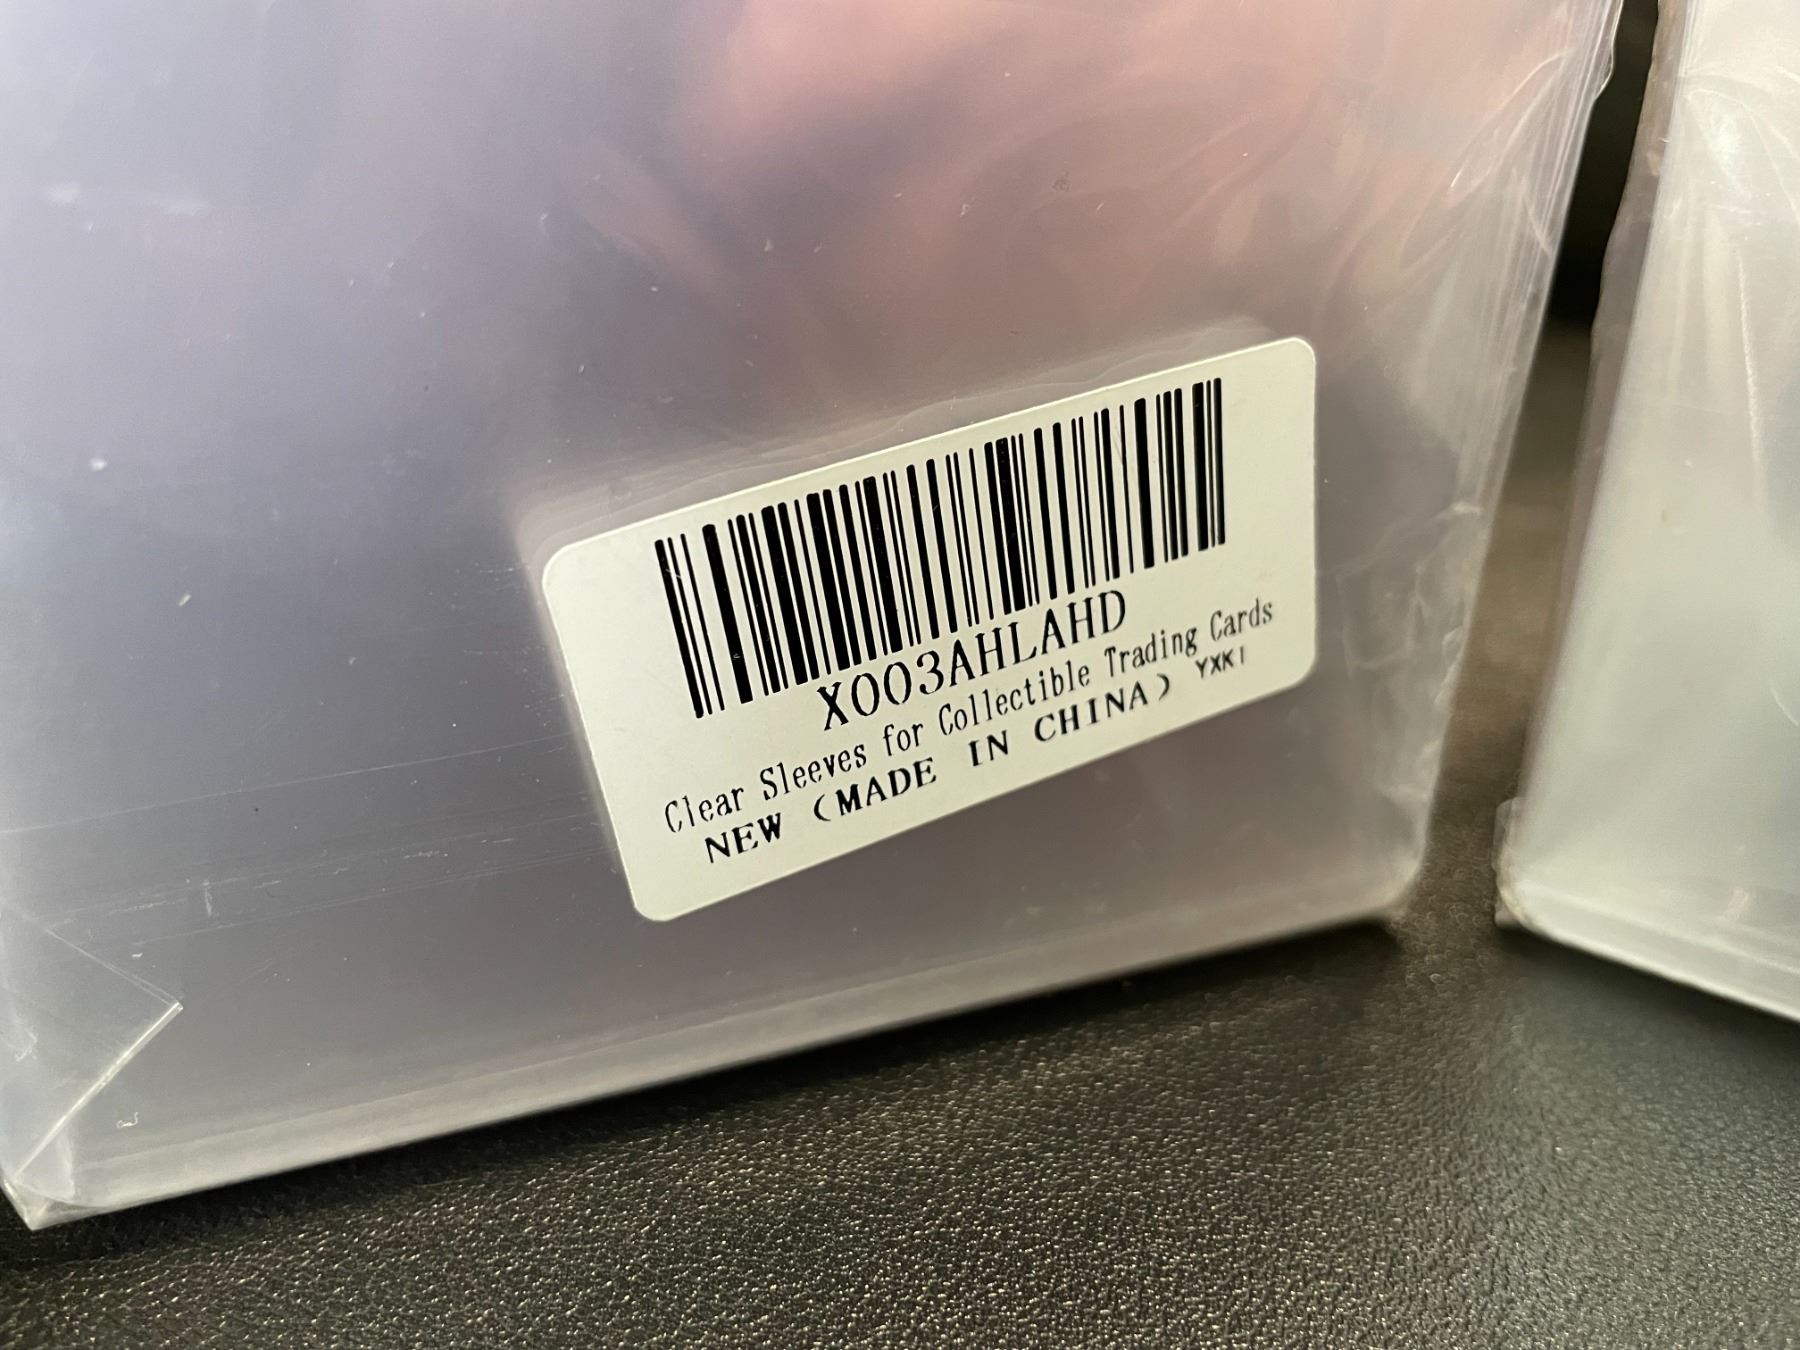 X003AHLAHD
Clear Sleeves for Collectible Trading Cards
NEW (MADE IN CHINA) YXKI